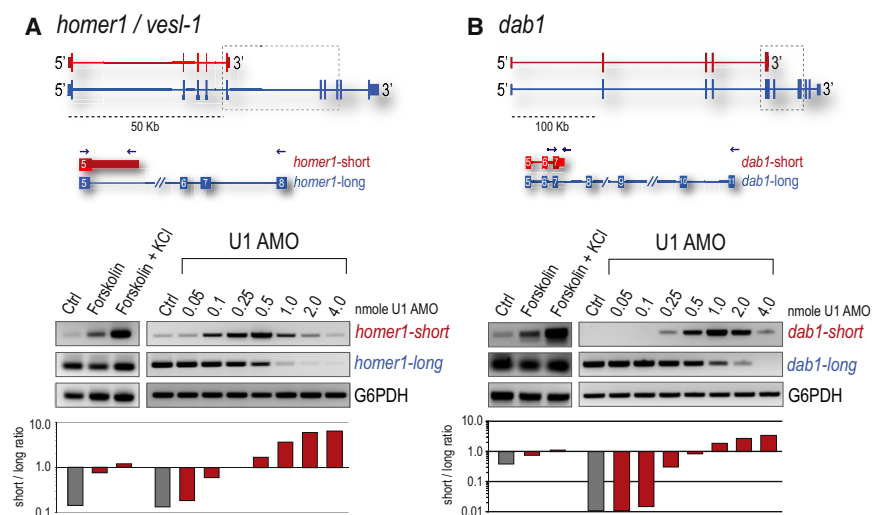 A homer1 / vesl-1
5' 3'
5' 3'
50 Kb
5 homer1-short
5 6 7 8 homer1-long
U1 AMO
Ctrl Forskolin Forskolin + KCl Ctrl 0.05 0.1 0.25 0.5 1.0 2.0 4.0 nmole U1 AMO
homer1-short
homer1-long
G6PDH
short / long ratio
10.0
1.0
0.1
B dab1
5' 3'
5' 3'
100 Kb
5 6 7 dab1-short
5 6 7 8 9 10 11 dab1-long
U1 AMO
Ctrl Forskolin Forskolin + KCl Ctrl 0.05 0.1 0.25 0.5 1.0 2.0 4.0 nmole U1 AMO
dab1-short
dab1-long
G6PDH
short / long ratio
10.0
1.0
0.1
0.01